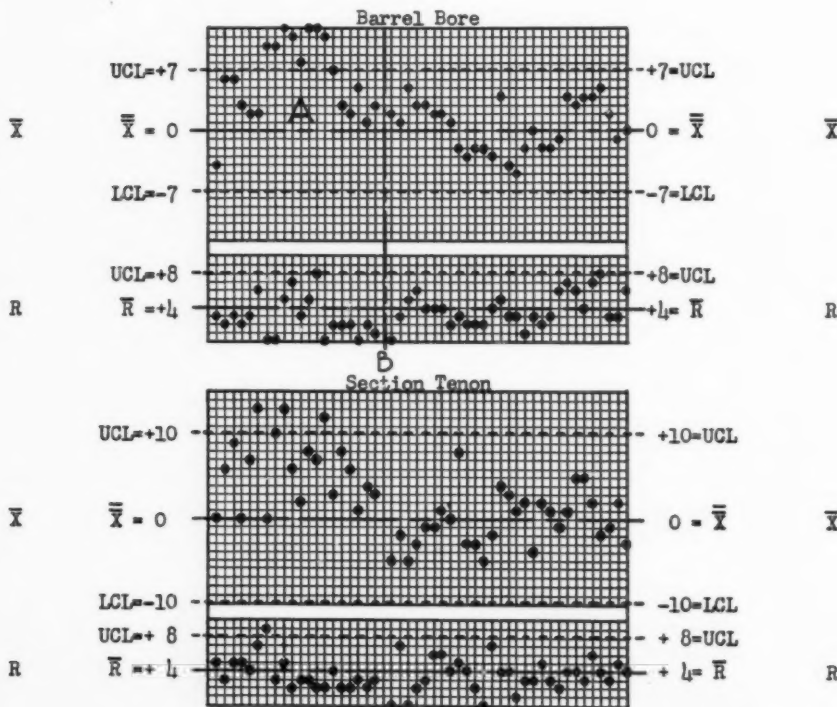 Barrel Bore
UCL=+7 +7=UCL
X̿ X̿ = 0 0 = X̿ X̿
A
LCL=-7 -7=LCL
UCL=+8 +8=UCL
R R̄ =+4 +4= R̄ R
B
Section Tenon
UCL=+10 +10=UCL
X̿ X̿ = 0 0 = X̿ X̿
LCL=-10 -10=LCL
UCL=+ 8 + 8=UCL
R R̄ =+ 4 + 4= R̄ R